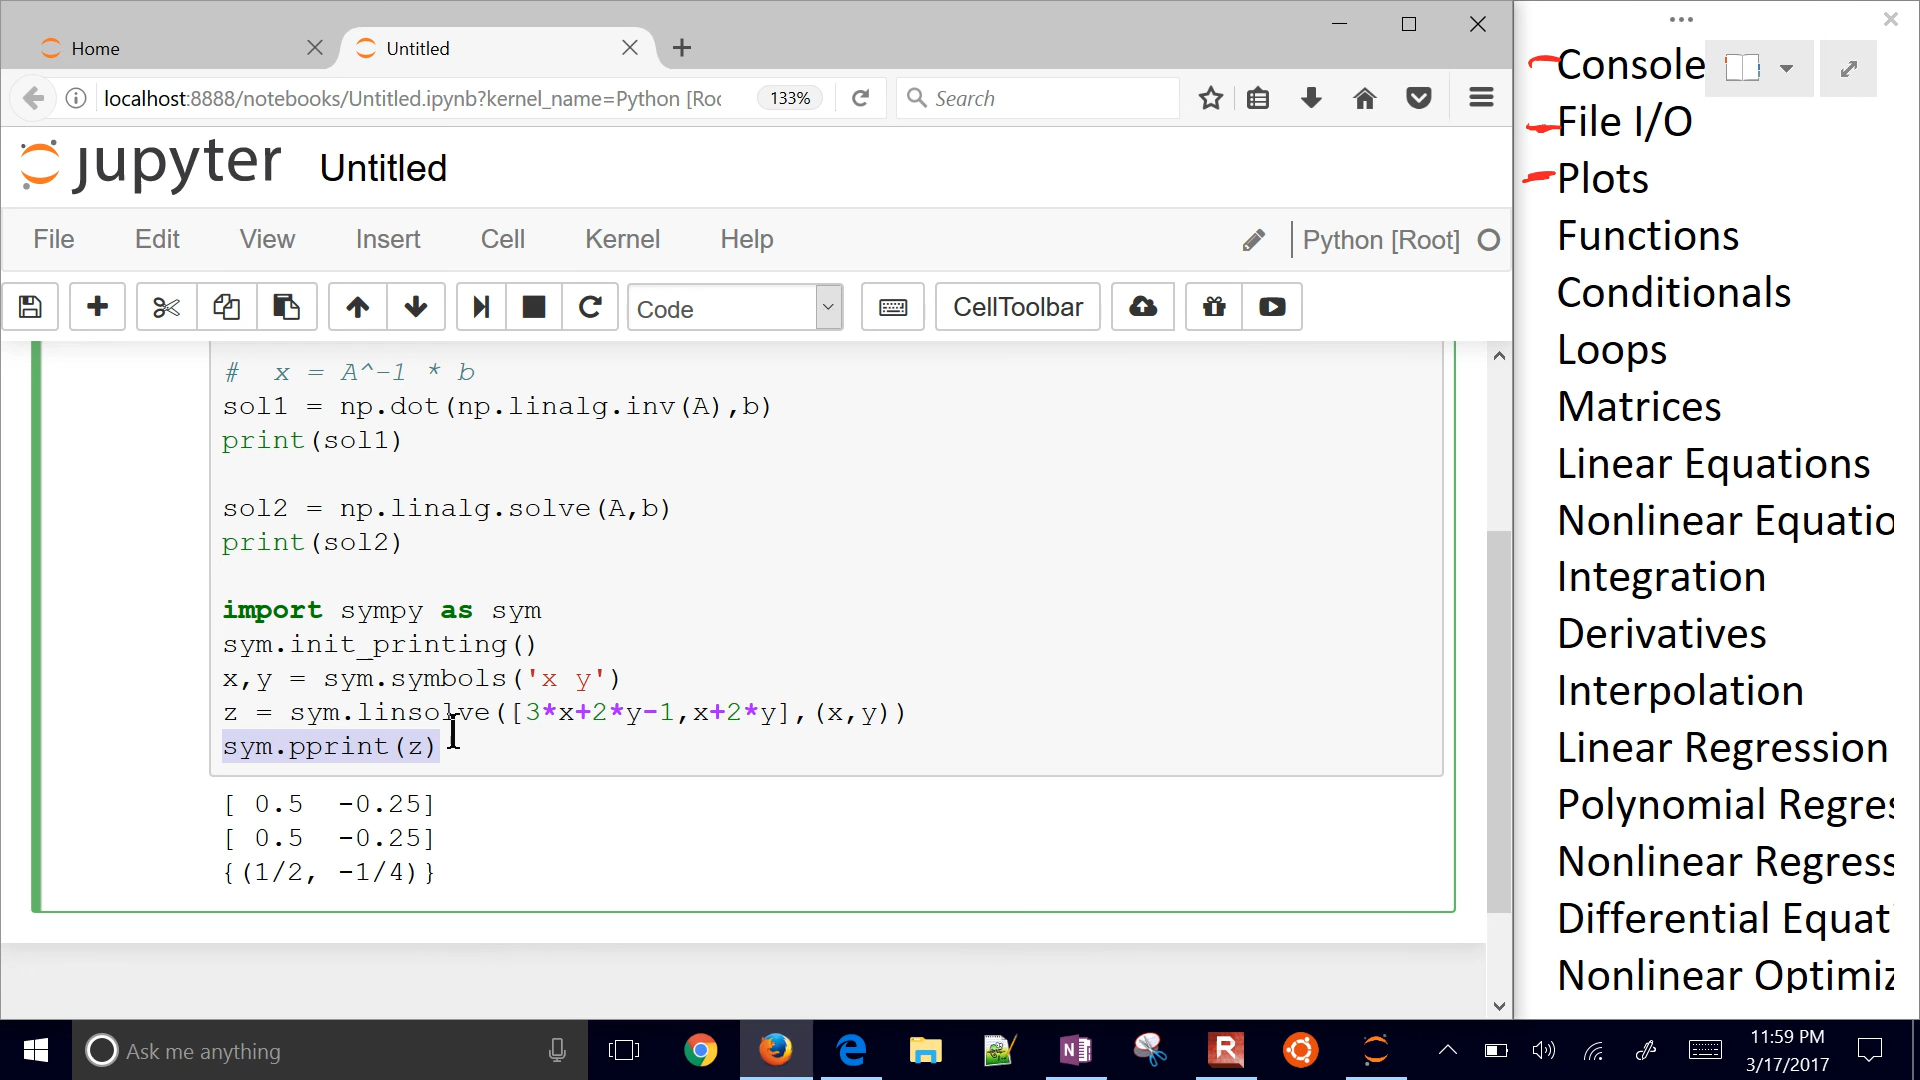 Home
Untitled
localhost:8888/notebooks/Untitled.ipynb?kernel_name=Python [Roo
133%
Search
jupyter Untitled
File Edit View Insert Cell Kernel Help
Python [Root]
Code
CellToolbar
# x = A^-1 * b
sol1 = np.dot(np.linalg.inv(A),b)
print(sol1)
sol2 = np.linalg.solve(A,b)
print(sol2)
import sympy as sym
sym.init_printing()
x,y = sym.symbols('x y')
z = sym.linsolve([3*x+2*y-1,x+2*y],(x,y))
sym.pprint(z)
[ 0.5 -0.25]
[ 0.5 -0.25]
{(1/2, -1/4)}
Console
File I/O
Plots
Functions
Conditionals
Loops
Matrices
Linear Equations
Nonlinear Equatio
Integration
Derivatives
Interpolation
Linear Regression
Polynomial Regres
Nonlinear Regress
Differential Equat
Nonlinear Optimiz
Ask me anything
11:59 PM
3/17/2017